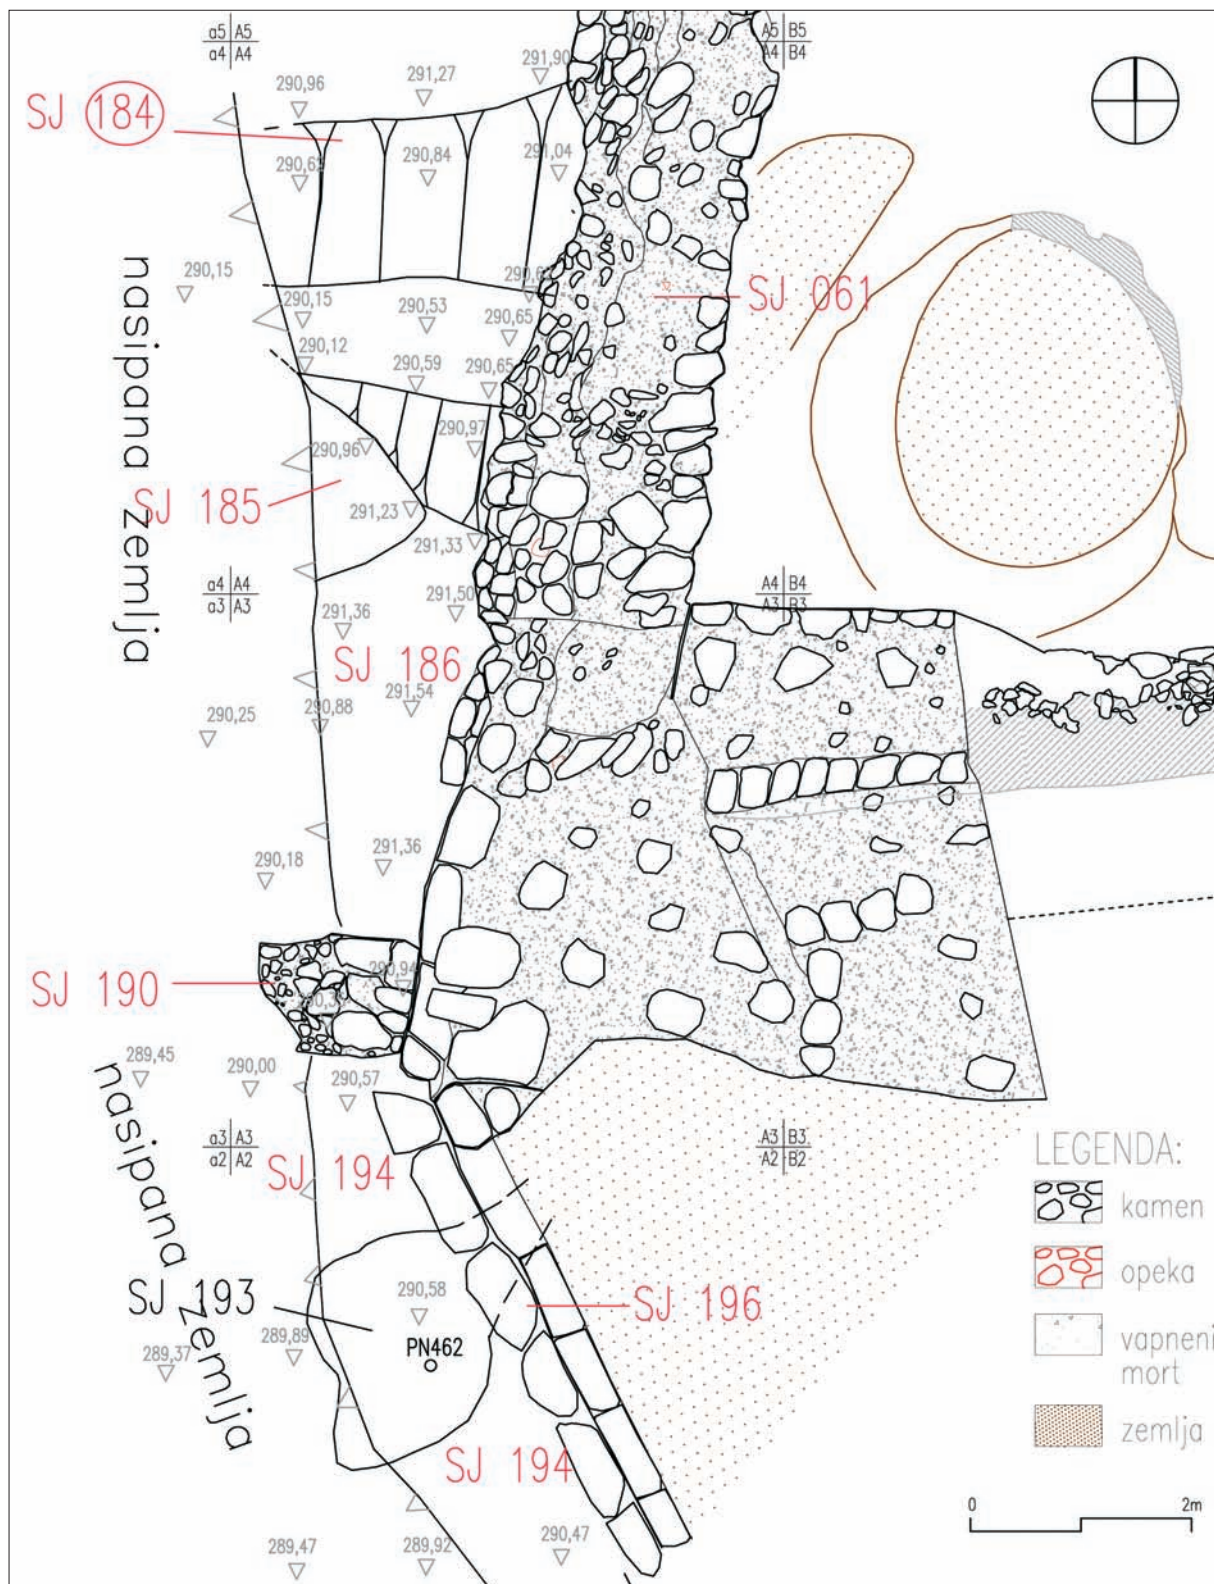 a5 A5
a4 A4
A5 B5
A4 B4
291,90
291,27
290,96
SJ 184
290,84
291,04
290,15
290,15
290,53
290,65
SJ 061
290,12
290,59
290,65
nasipana zemlja
290,96
290,97
SJ 185
291,23
291,33
a4 A4
a3 A3
A4 B4
A3 B3
291,36
291,50
SJ 186
291,54
290,25
290,88
290,18
291,36
SJ 190
290,94
289,45
290,00
290,57
nasipana zemlja
a3 A3
a2 A2
A3 B3
A2 B2
SJ 194
SJ 193
290,58
SJ 196
PN462
289,89
289,37
SJ 194
289,47
289,92
290,47
LEGENDA:
kamen
opeka
vapneni
mort
zemlja
0 2m